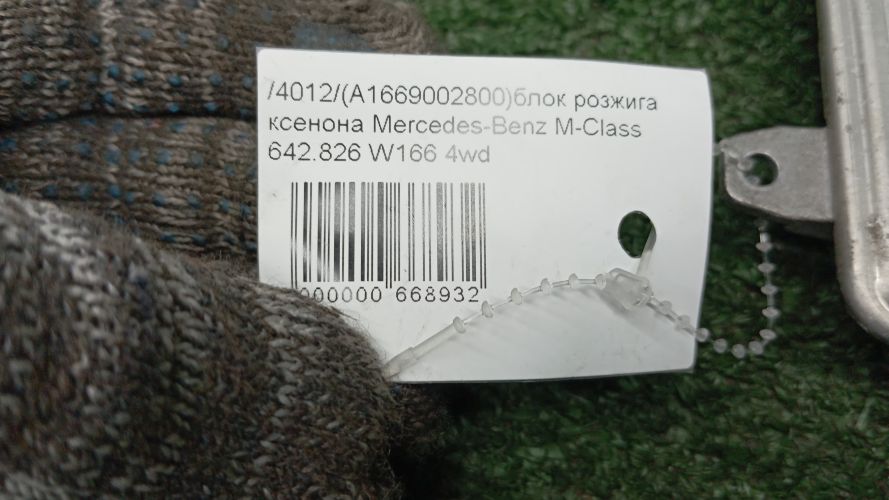 /4012/(A1669002800)блок розжига
ксенона Mercedes-Benz M-Class
642.826 W166 4wd
000000 668932